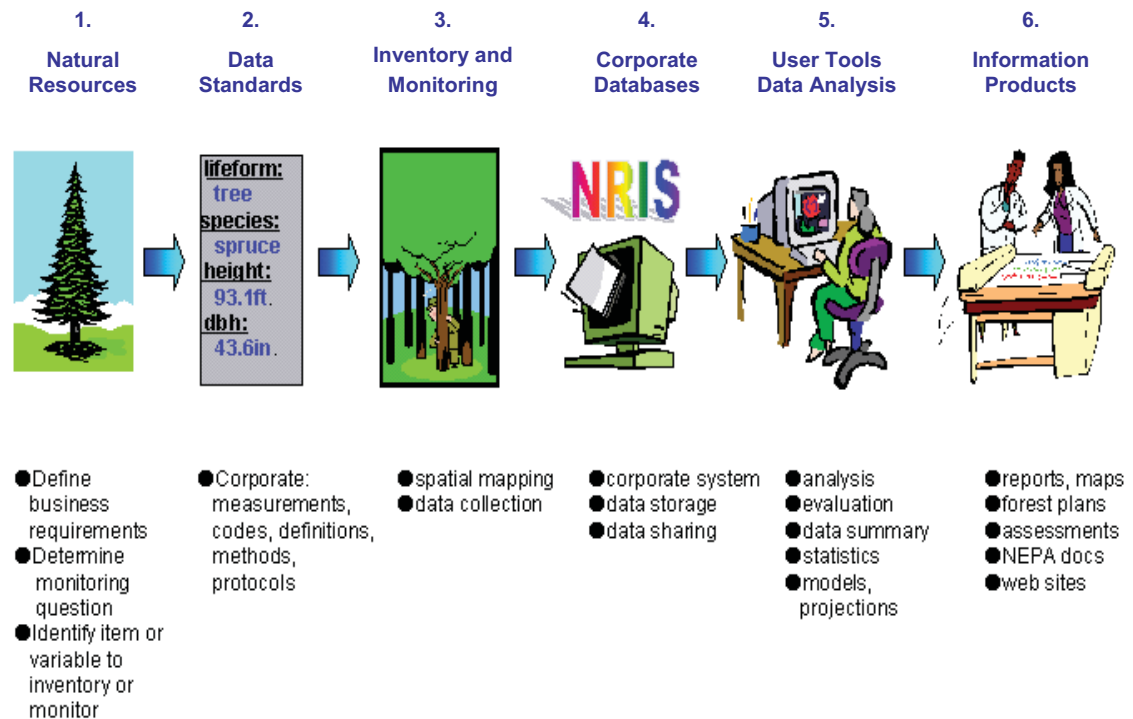 1.
Natural
Resources
2.
Data
Standards
3.
Inventory and
Monitoring
4.
Corporate
Databases
5.
User Tools
Data Analysis
6.
Information
Products
lifeform:
tree
species:
spruce
height:
93.1ft.
dbh:
43.6in.
NRIS
●Define
business
requirements
●Determine
monitoring
question
●Identify item or
variable to
inventory or
monitor
●Corporate:
measurements,
codes, definitions,
methods,
protocols
●spatial mapping
●data collection
●corporate system
●data storage
●data sharing
●analysis
●evaluation
●data summary
●statistics
●models,
projections
●reports, maps
●forest plans
●assessments
●NEPA docs
●web sites